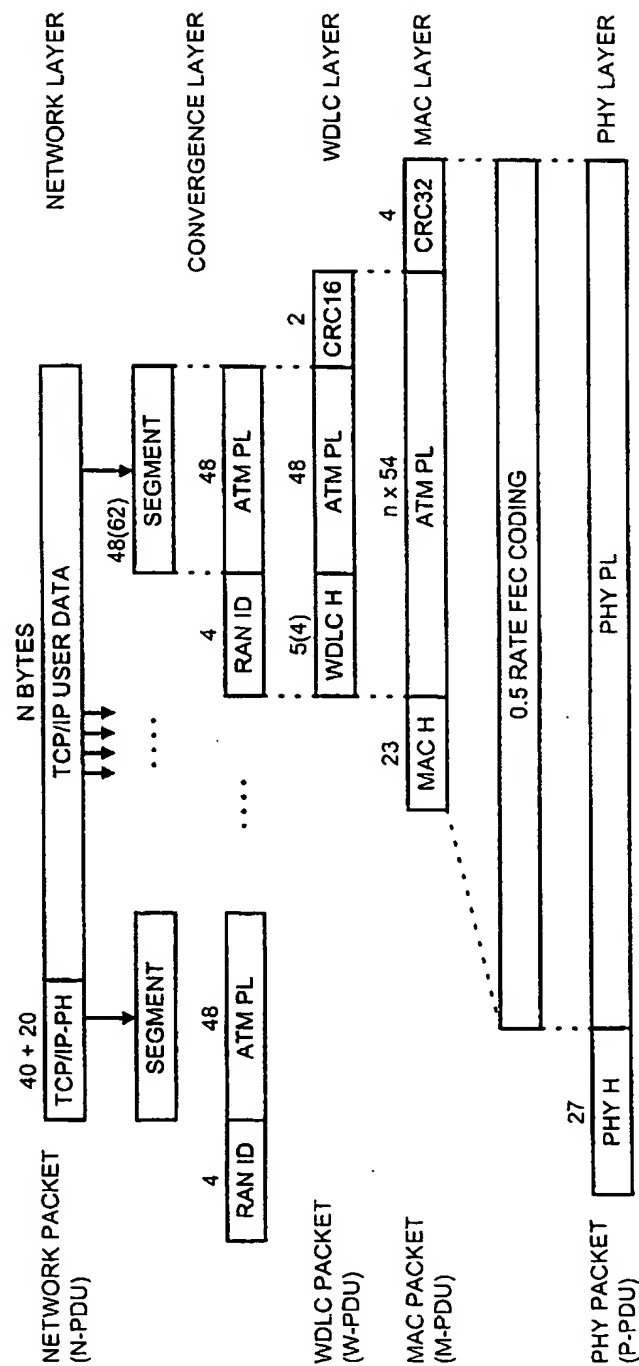 NETWORK PACKET
(N-PDU)
40 + 20
N BYTES
TCP/IP-PH
TCP/IP USER DATA
NETWORK LAYER
48(62)
SEGMENT
....
SEGMENT
CONVERGENCE LAYER
4
48
....
4
48
RAN ID
ATM PL
RAN ID
ATM PL
WDLC PACKET
(W-PDU)
5(4)
48
2
WDLC H
ATM PL
CRC16
WDLC LAYER
MAC PACKET
(M-PDU)
23
n x 54
4
MAC H
ATM PL
CRC32
MAC LAYER
0.5 RATE FEC CODING
PHY PACKET
(P-PDU)
27
PHY H
PHY PL
PHY LAYER